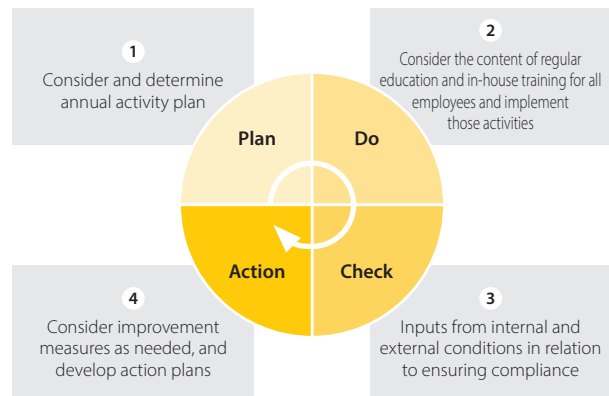 1
Consider and determine
annual activity plan
2
Consider the content of regular
education and in-house training for all
employees and implement
those activities
Plan
Do
Action
Check
4
Consider improvement
measures as needed, and
develop action plans
3
Inputs from internal and
external conditions in relation
to ensuring compliance